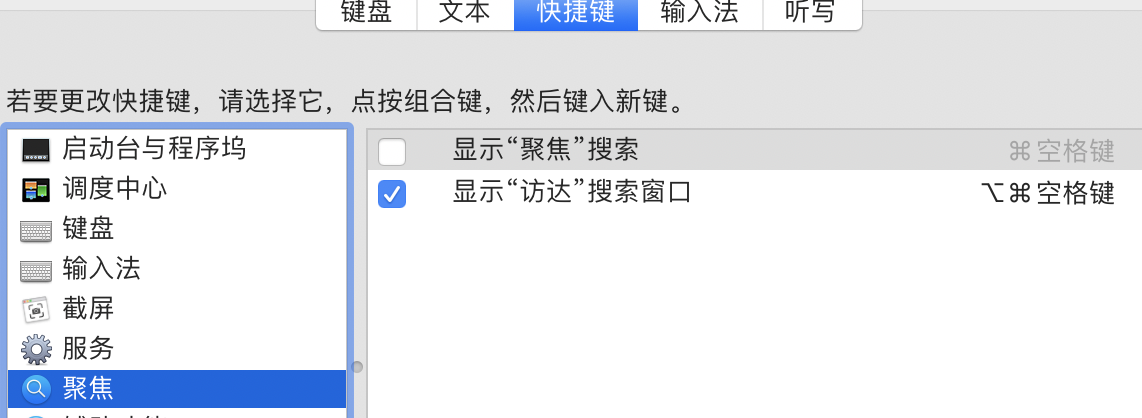 键盘 文本 快捷键 输入法 听写
若要更改快捷键，请选择它，点按组合键，然后键入新键。
启动台与程序坞
调度中心
键盘
输入法
截屏
服务
聚焦
显示“聚焦”搜索 ⌘空格键
显示“访达”搜索窗口 ⌥⌘空格键